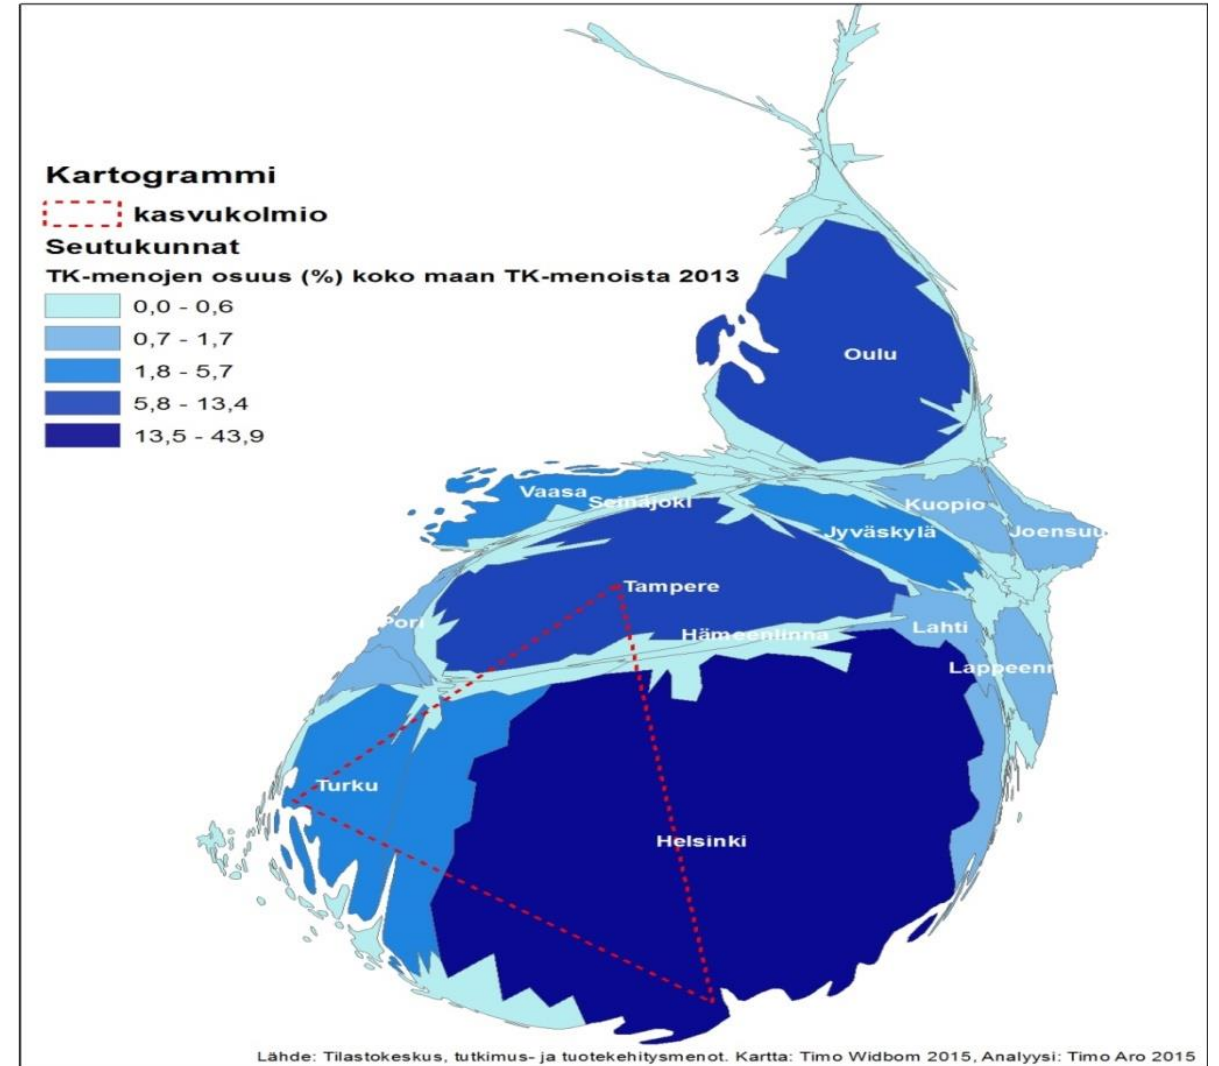 Kartogrammi
kasvukolmio
Seutukunnat
TK-menojen osuus (%) koko maan TK-menoista 2013
0,0 - 0,6
0,7 - 1,7
1,8 - 5,7
5,8 - 13,4
13,5 - 43,9
Oulu
Vaasa
Seinäjoki
Kuopio
Jyväskylä
Joensuu
Tampere
Pori
Hämeenlinna
Lahti
Lappeenr
Turku
Helsinki
Lähde: Tilastokeskus, tutkimus- ja tuotekehitysmenot. Kartta: Timo Widbom 2015, Analyysi: Timo Aro 2015